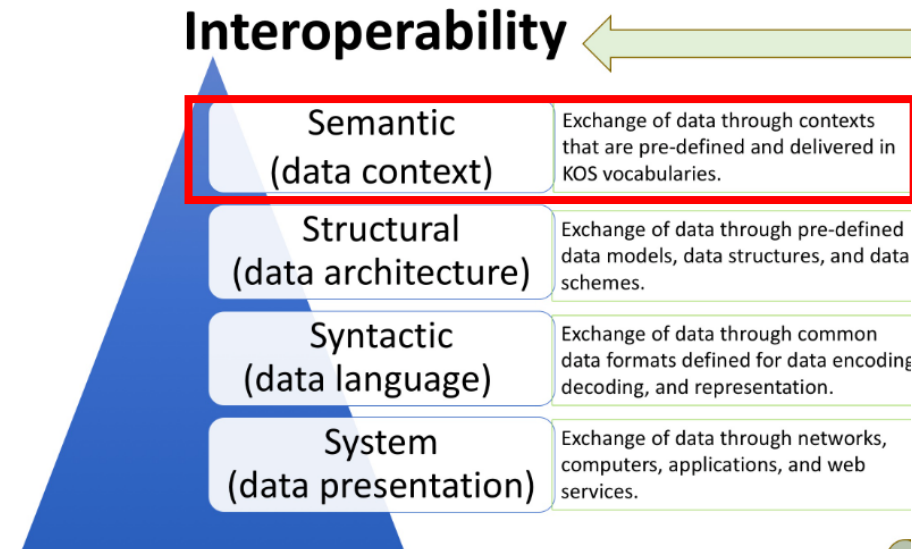 Interoperability
Semantic
(data context)
Exchange of data through contexts
that are pre-defined and delivered in
KOS vocabularies.
Structural
(data architecture)
Exchange of data through pre-defined
data models, data structures, and data
schemes.
Syntactic
(data language)
Exchange of data through common
data formats defined for data encoding
decoding, and representation.
System
(data presentation)
Exchange of data through networks,
computers, applications, and web
services.